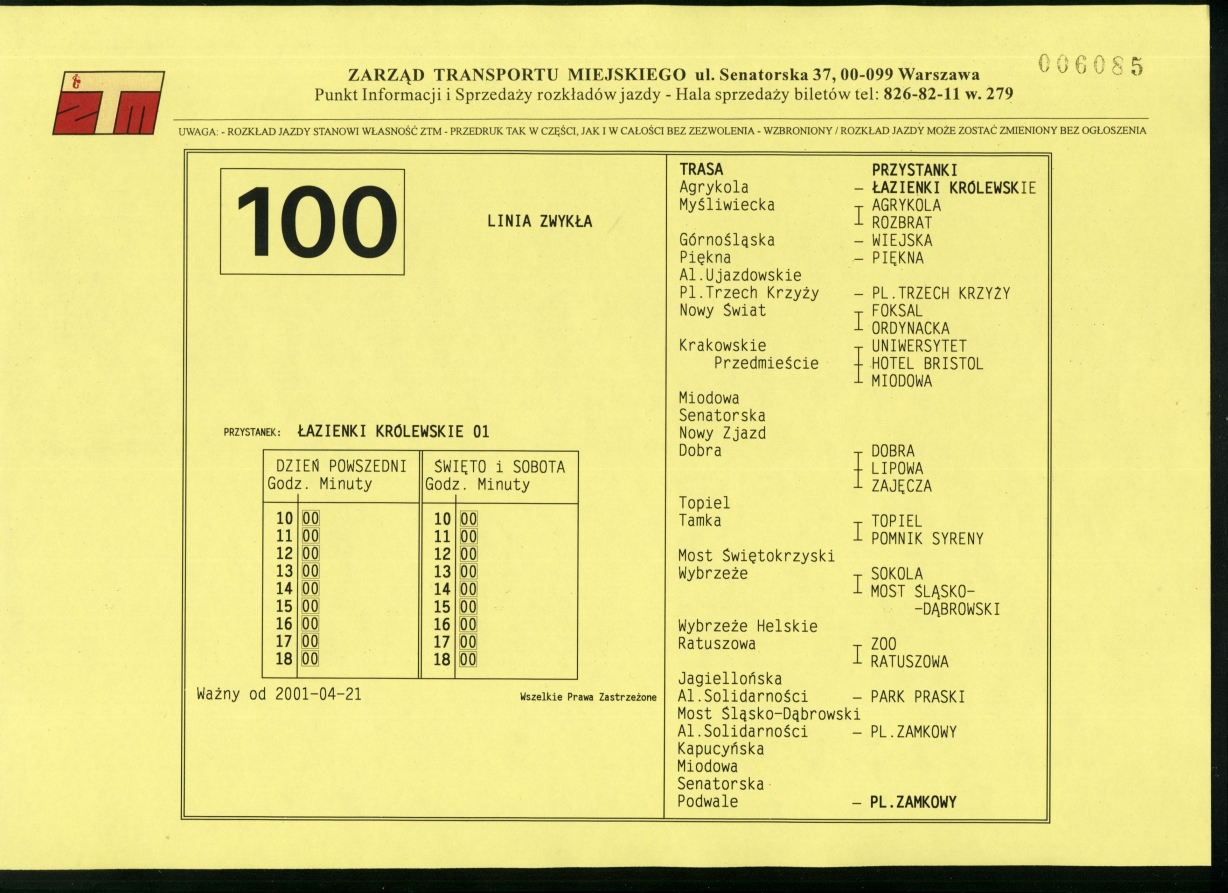 006085
ZTM
ZARZĄD TRANSPORTU MIEJSKIEGO ul. Senatorska 37, 00-099 Warszawa
Punkt Informacji i Sprzedaży rozkładów jazdy - Hala sprzedaży biletów tel: 826-82-11 w. 279
UWAGA: - ROZKŁAD JAZDY STANOWI WŁASNOŚĆ ZTM - PRZEDRUK TAK W CZĘŚCI, JAK I W CAŁOŚCI BEZ ZEZWOLENIA - WZBRONIONY / ROZKŁAD JAZDY MOŻE ZOSTAĆ ZMIENIONY BEZ OGŁOSZENIA
100
LINIA ZWYKŁA
PRZYSTANEK: ŁAZIENKI KRÓLEWSKIE 01
DZIEŃ POWSZEDNI ŚWIĘTO i SOBOTA
Godz. Minuty Godz. Minuty
10 00 10 00
11 00 11 00
12 00 12 00
13 00 13 00
14 00 14 00
15 00 15 00
16 00 16 00
17 00 17 00
18 00 18 00
Ważny od 2001-04-21 Wszelkie Prawa Zastrzeżone
TRASA PRZYSTANKI
Agrykola – ŁAZIENKI KRÓLEWSKIE
Myśliwiecka AGRYKOLA
ROZBRAT
Górnośląska – WIEJSKA
Piękna – PIĘKNA
Al.Ujazdowskie
Pl.Trzech Krzyży – PL.TRZECH KRZYŻY
Nowy Świat FOKSAL
ORDYNACKA
Krakowskie UNIWERSYTET
Przedmieście HOTEL BRISTOL
MIODOWA
Miodowa
Senatorska
Nowy Zjazd
Dobra DOBRA
LIPOWA
ZAJĘCZA
Topiel
Tamka TOPIEL
POMNIK SYRENY
Most Świętokrzyski
Wybrzeże SOKOLA
MOST ŚLĄSKO-
-DĄBROWSKI
Wybrzeże Helskie
Ratuszowa ZOO
RATUSZOWA
Jagiellońska
Al.Solidarności – PARK PRASKI
Most Śląsko-Dąbrowski
Al.Solidarności – PL.ZAMKOWY
Kapucyńska
Miodowa
Senatorska
Podwale – PL.ZAMKOWY